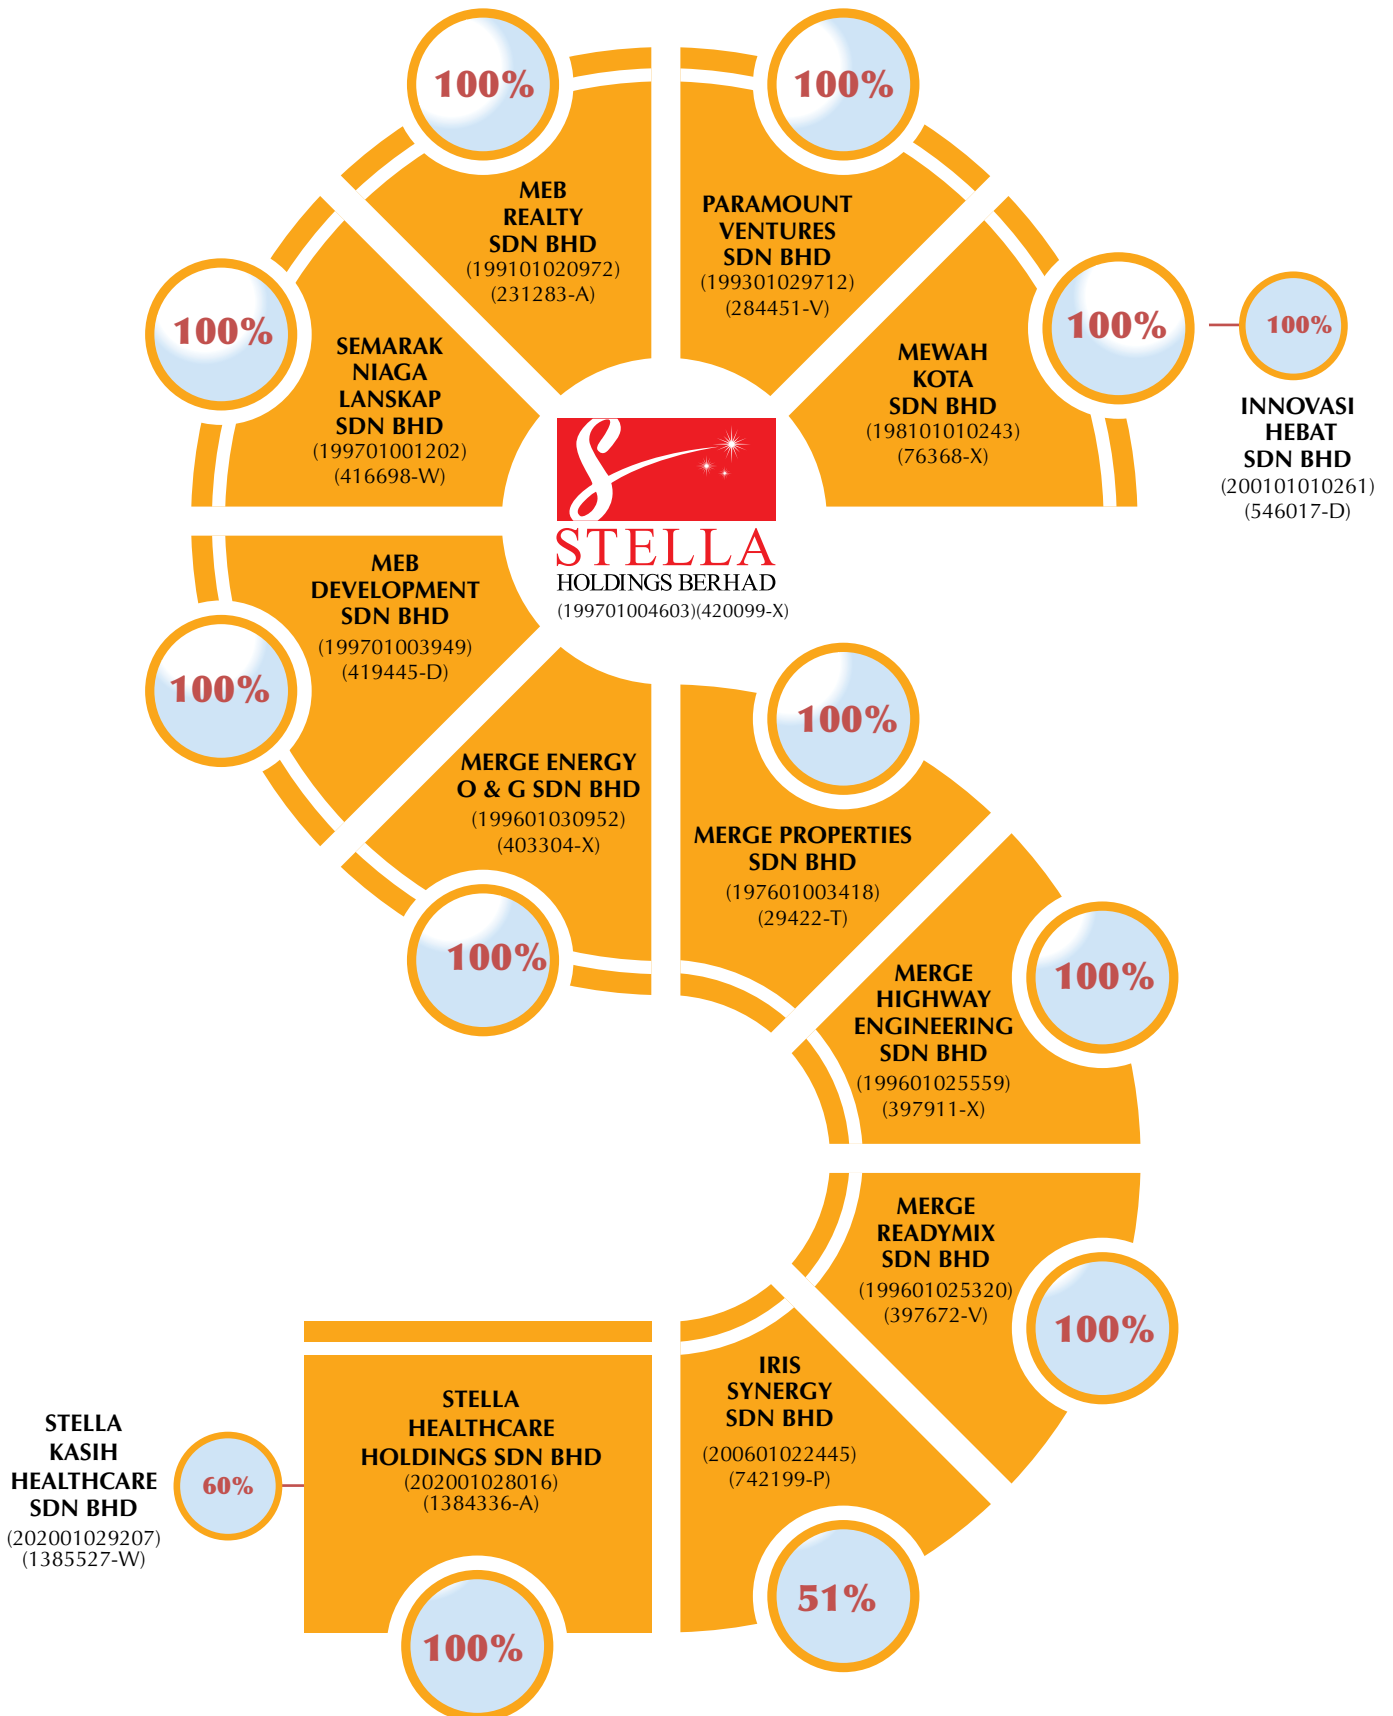 100%
MEB
REALTY
SDN BHD
(199101020972)
(231283-A)
100%
PARAMOUNT
VENTURES
SDN BHD
(199301029712)
(284451-V)
100%
MEWAH
KOTA
SDN BHD
(198101010243)
(76368-X)
100%
INNOVASI
HEBAT
SDN BHD
(200101010261)
(546017-D)
100%
SEMARAK
NIAGA
LANSKAP
SDN BHD
(199701001202)
(416698-W)
STELLA
HOLDINGS BERHAD
(199701004603)(420099-X)
100%
MEB
DEVELOPMENT
SDN BHD
(199701003949)
(419445-D)
100%
MERGE ENERGY
O & G SDN BHD
(199601030952)
(403304-X)
100%
MERGE PROPERTIES
SDN BHD
(197601003418)
(29422-T)
100%
MERGE
HIGHWAY
ENGINEERING
SDN BHD
(199601025559)
(397911-X)
100%
MERGE
READYMIX
SDN BHD
(199601025320)
(397672-V)
100%
IRIS
SYNERGY
SDN BHD
(200601022445)
(742199-P)
51%
STELLA
HEALTHCARE
HOLDINGS SDN BHD
(202001028016)
(1384336-A)
100%
STELLA
KASIH
HEALTHCARE
SDN BHD
(202001029207)
(1385527-W)
60%